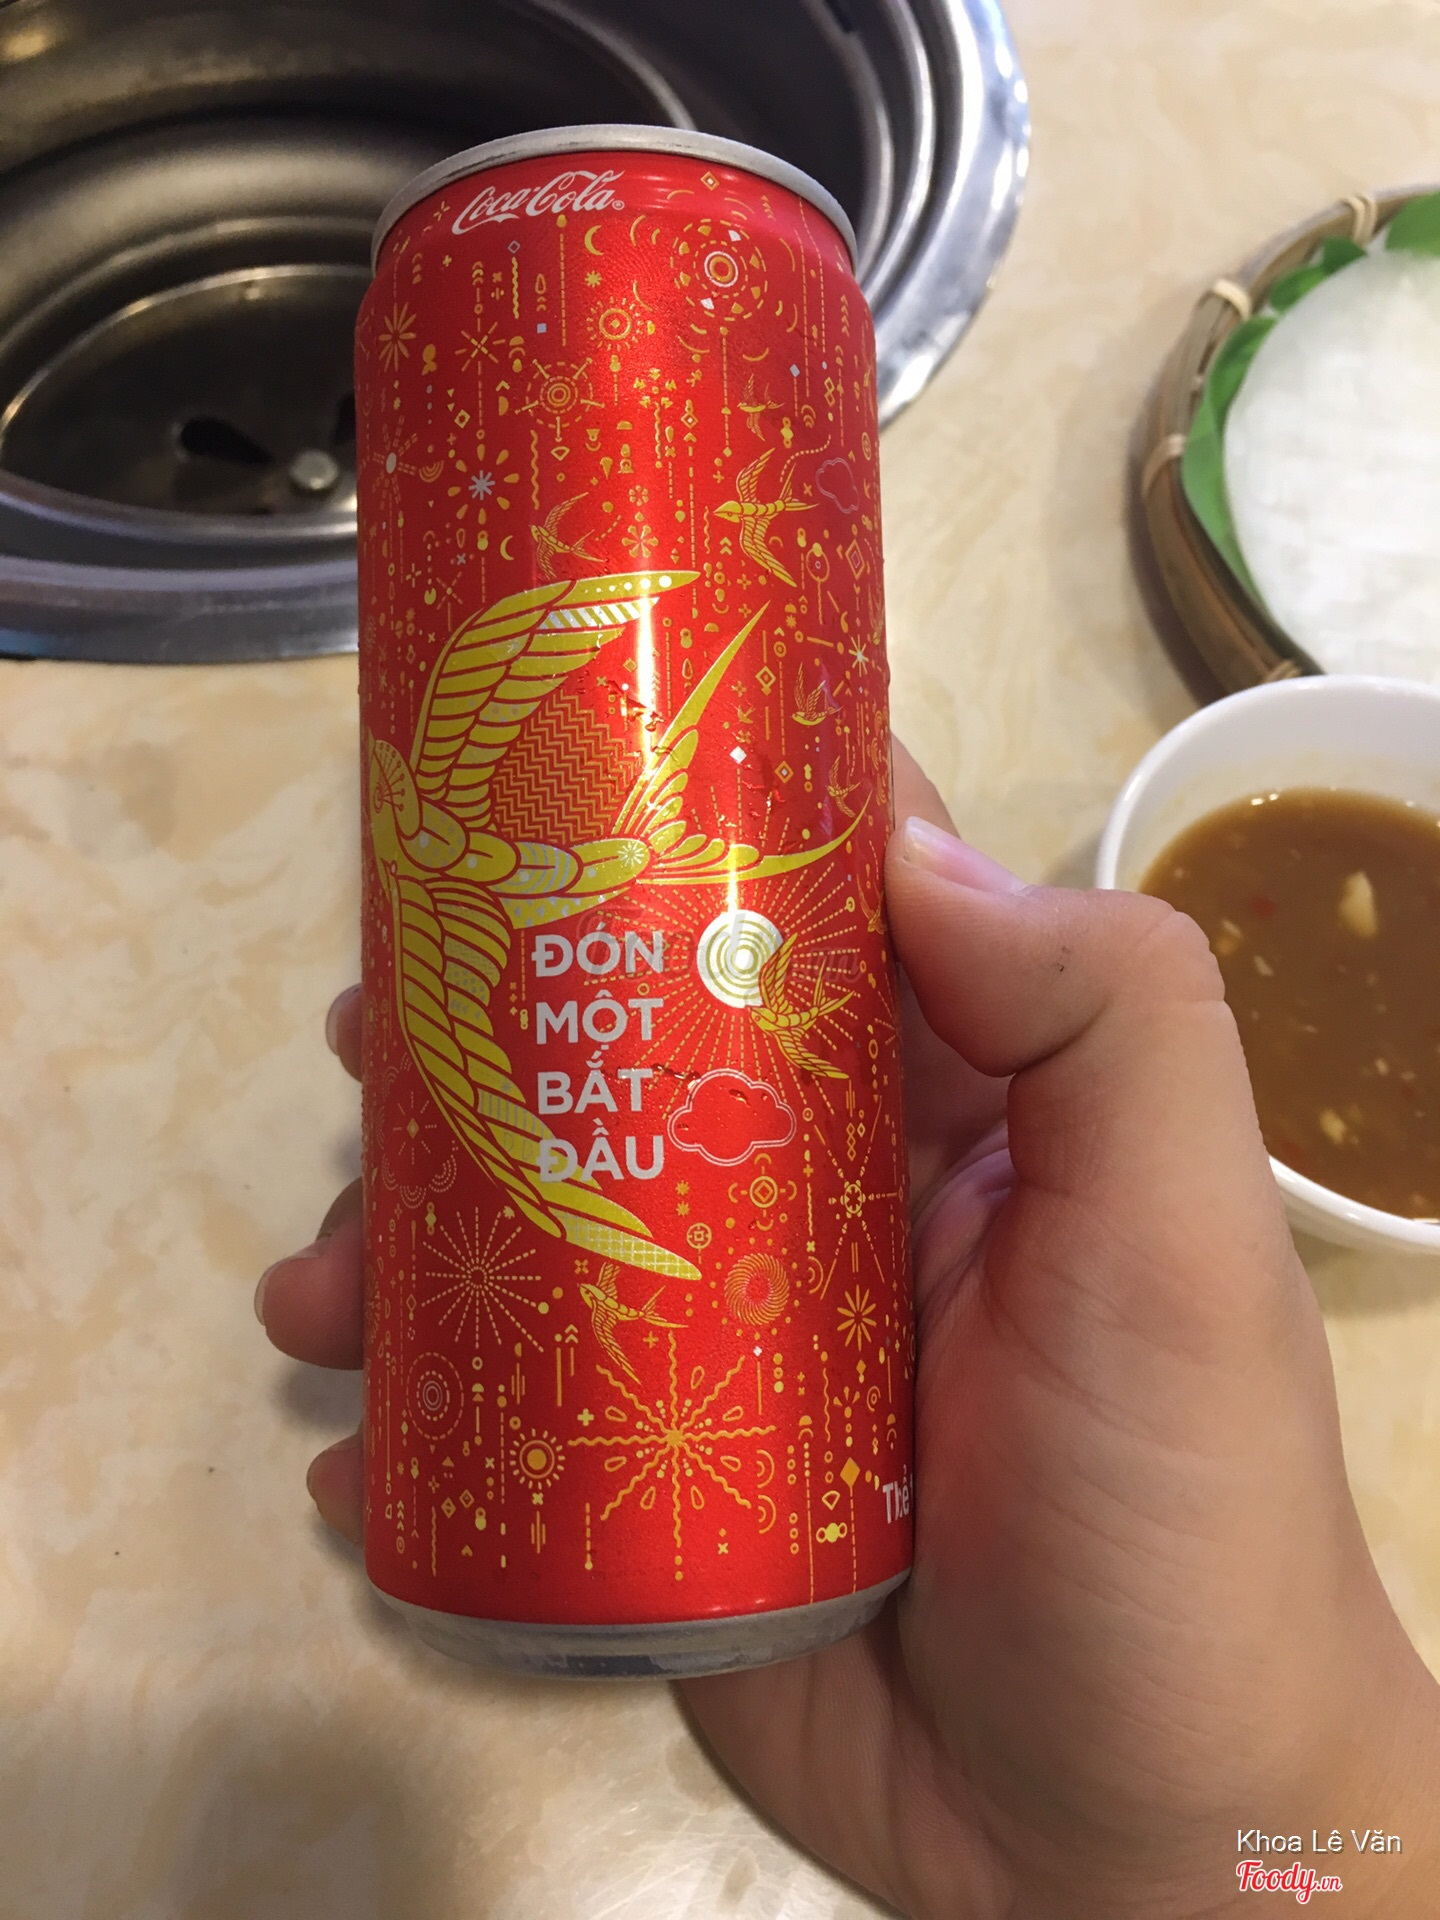 Coca-Cola
ĐÓN
MỘT
BẮT
ĐẦU
Khoa Lê Văn
Foody.vn